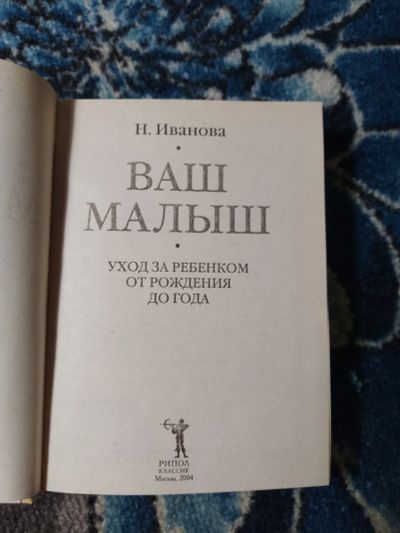 Н. Иванова
•
ВАШ
МАЛЫШ
•
УХОД ЗА РЕБЕНКОМ
ОТ РОЖДЕНИЯ
ДО ГОДА
РИПОЛ
КЛАССИК
Москва, 2004